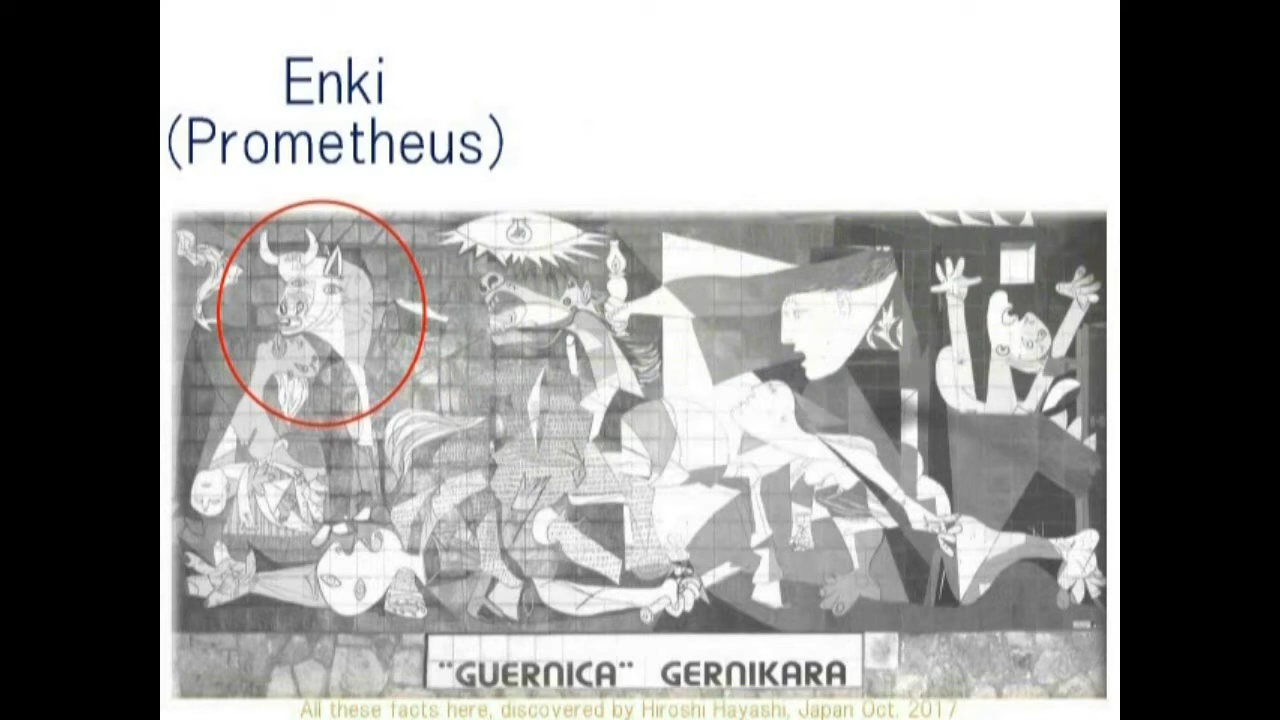 Enki
(Prometheus)
"GUERNICA" GERNIKARA
All these facts here, discovered by Hiroshi Hayashi, Japan Oct. 2017